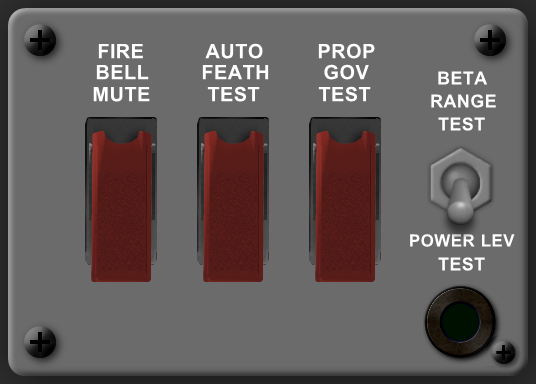 FIRE
BELL
MUTE
AUTO
FEATH
TEST
PROP
GOV
TEST
BETA
RANGE
TEST
POWER LEV
TEST